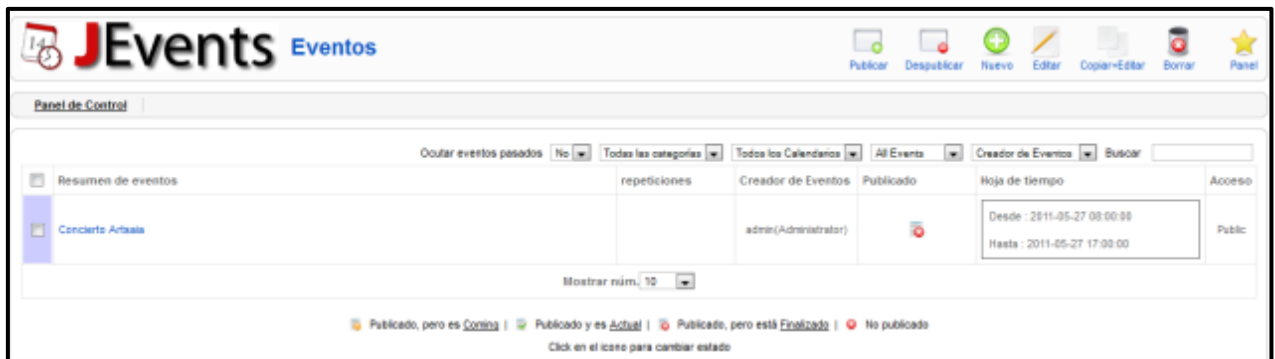 14
JEvents Eventos
Publicar Despublicar Nuevo Editar Copiar+Editar Borrar Panel
Panel de Control
Ocutar eventos pasados No Todas las categorías Todos los Calendarios All Events Creador de Eventos Buscar
Resumen de eventos repeticiones Creador de Eventos Publicado Hoja de tiempo Acceso
Concierto Artsaia admin(Administrator) Public
Desde : 2011-05-27 08:00:00
Hasta : 2011-05-27 17:00:00
Mostrar núm. 10
Publicado, pero es Coming | Publicado y es Actual | Publicado, pero está Finalizado | No publicado
Click en el icono para cambiar estado